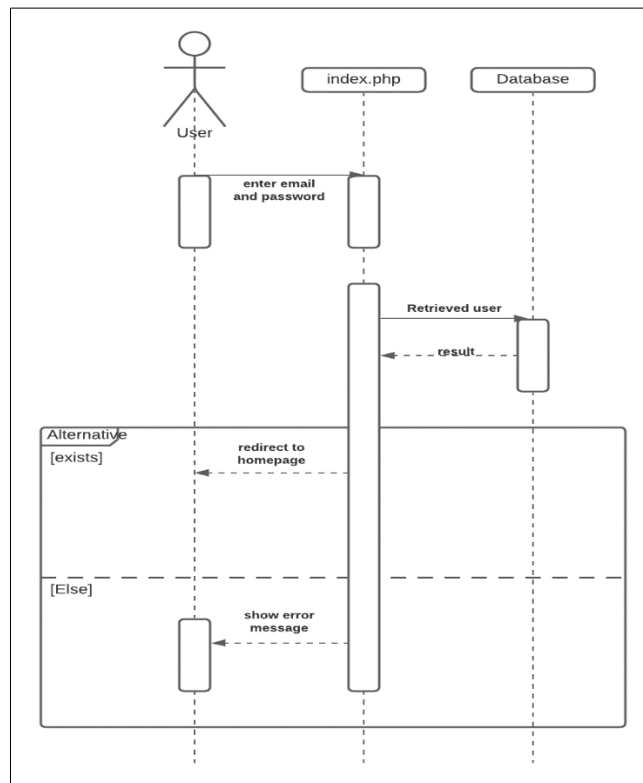 index.php
Database
User
enter email
and password
Retrieved user
result
Alternative
[exists]
redirect to
homepage
[Else]
show error
message